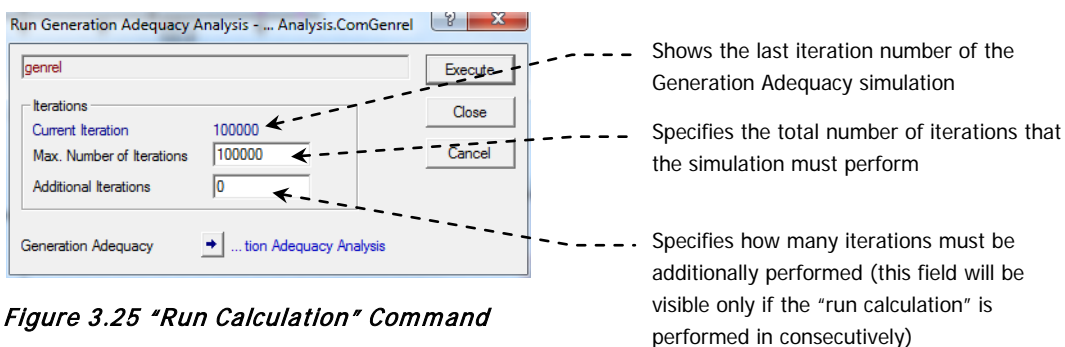 Run Generation Adequacy Analysis - ... Analysis.ComGenrel
genrel
Execute
Close
Cancel
Iterations
Current Iteration 100000
Max. Number of Iterations 100000
Additional Iterations 0
Generation Adequacy ... tion Adequacy Analysis
Shows the last iteration number of the
Generation Adequacy simulation
Specifies the total number of iterations that
the simulation must perform
Specifies how many iterations must be
additionally performed (this field will be
visible only if the “run calculation” is
performed in consecutively)
Figure 3.25 “Run Calculation” Command